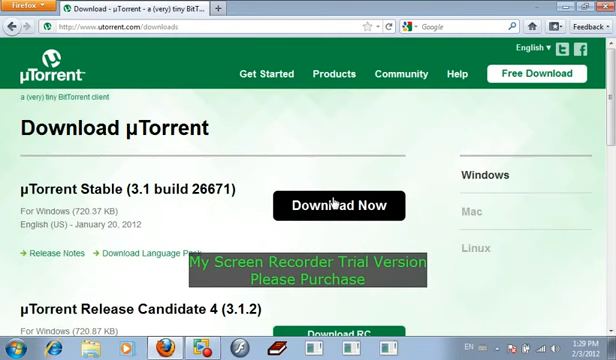 Firefox
Download - µTorrent - a (very) tiny BitT...
http://www.utorrent.com/downloads
Google
Feedback
English
µTorrent
Get Started
Products
Community
Help
Free Download
a (very) tiny BitTorrent client
Download µTorrent
µTorrent Stable (3.1 build 26671)
Download Now
Windows
For Windows (720.37 KB)
English (US) - January 20, 2012
Mac
Release Notes
Download Language Pack
Linux
My Screen Recorder Trial Version
Please Purchase
µTorrent Release Candidate 4 (3.1.2)
For Windows (720.87 KB)
Download RC
EN
1:29 PM
2/3/2012